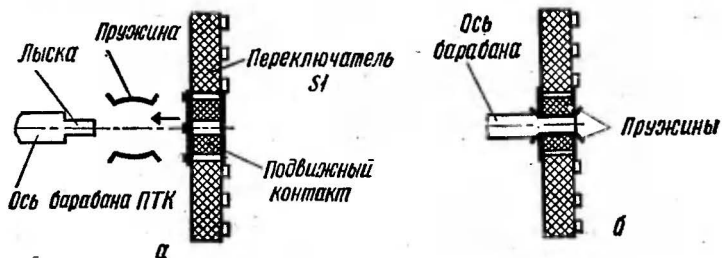 Пружина
Лыска
Переключатель
S1
Ось барабана ПТК
Подвижный
контакт
а
Ось
барабана
Пружины
б